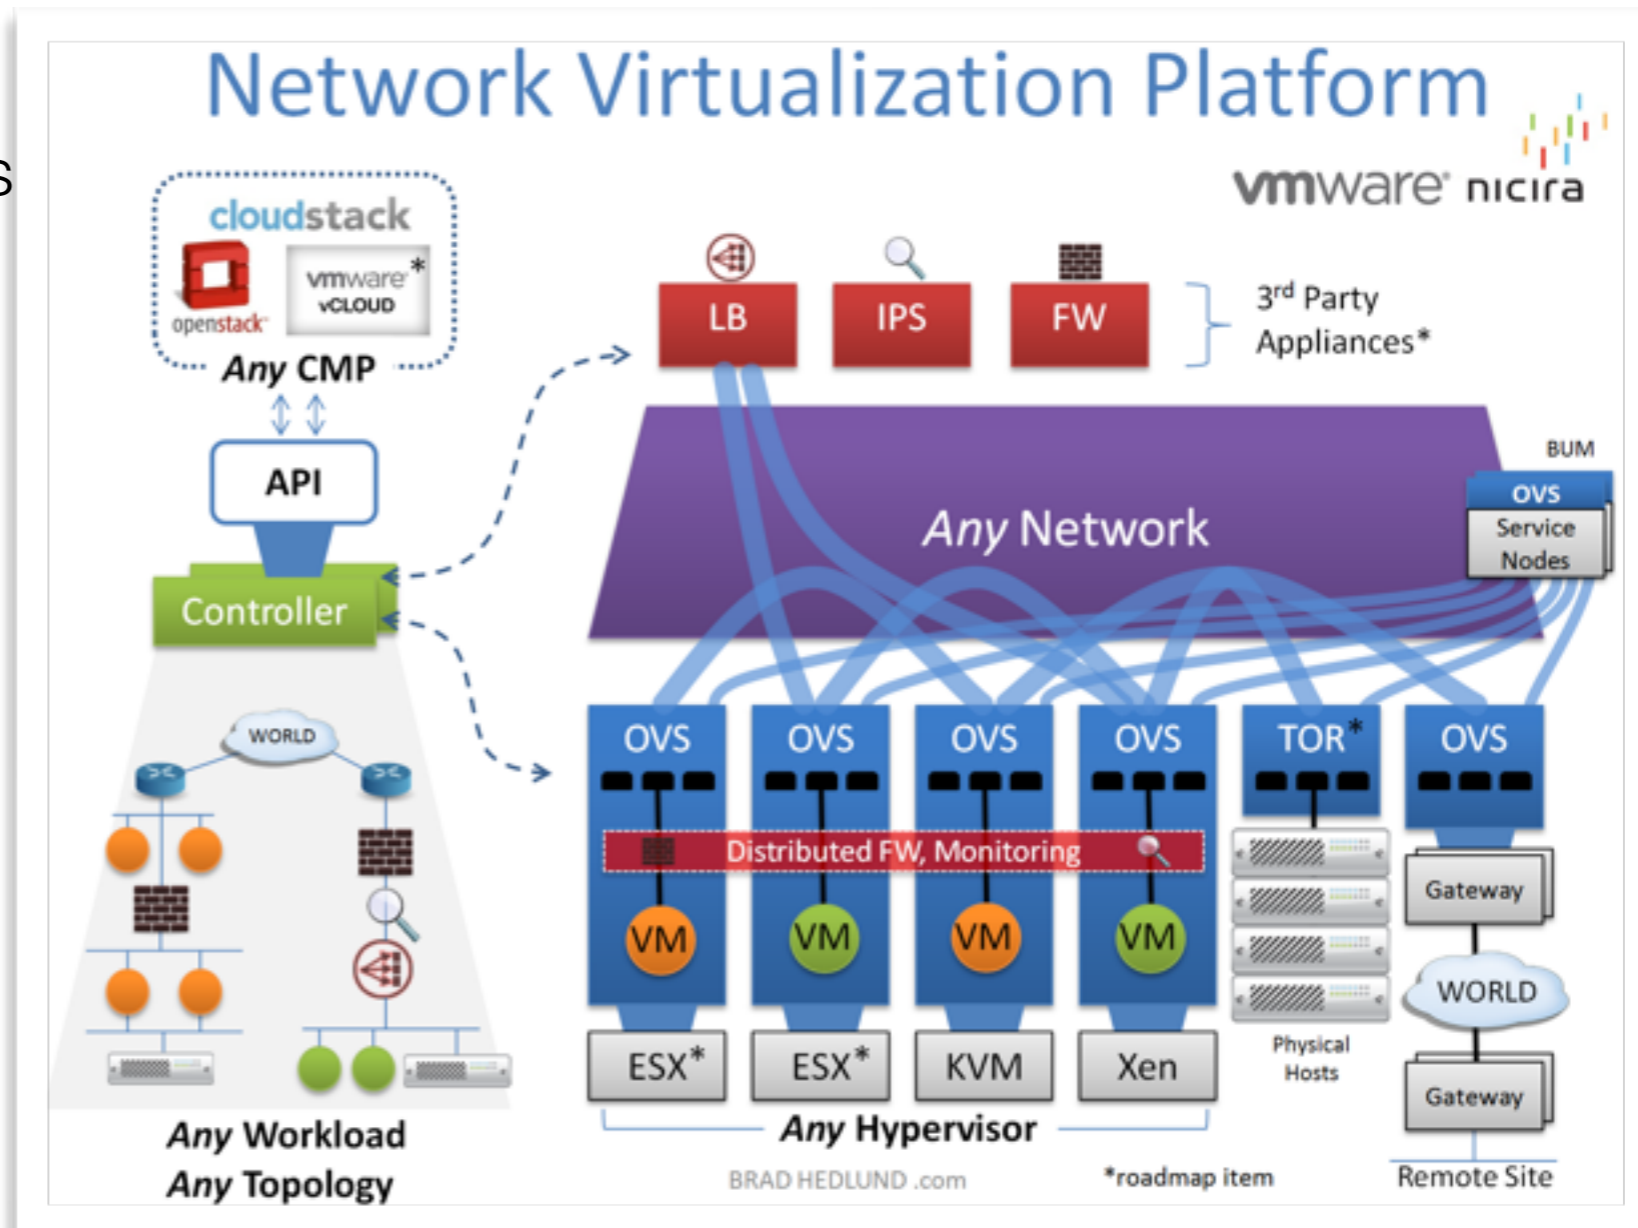 Network Virtualization Platform
vmware® nicira
s
cloudstack
openstack™
vmware®*
vCLOUD
Any CMP
API
Controller
WORLD
Any Workload
Any Topology
LB
IPS
FW
3rd Party
Appliances*
Any Network
BUM
OVS
Service
Nodes
OVS
OVS
OVS
OVS
TOR*
OVS
Distributed FW, Monitoring
VM
VM
VM
VM
ESX*
ESX*
KVM
Xen
Any Hypervisor
Physical
Hosts
Gateway
WORLD
Gateway
Remote Site
BRAD HEDLUND .com
*roadmap item